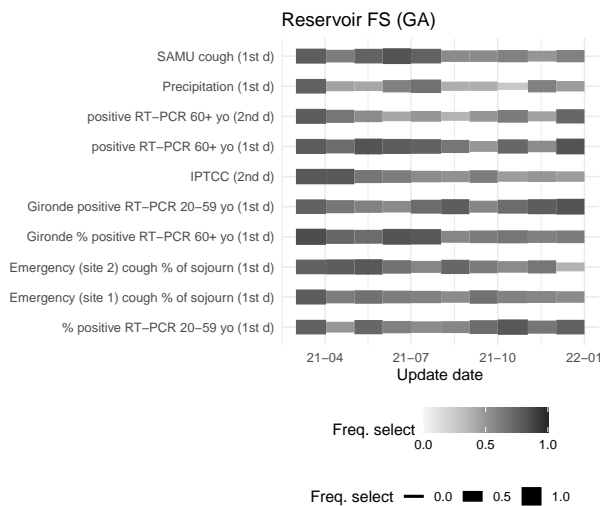 Reservoir FS (GA)
SAMU cough (1st d)
Precipitation (1st d)
positive RT−PCR 60+ yo (2nd d)
positive RT−PCR 60+ yo (1st d)
IPTCC (2nd d)
Gironde positive RT−PCR 20−59 yo (1st d)
Gironde % positive RT−PCR 60+ yo (1st d)
Emergency (site 2) cough % of sojourn (1st d)
Emergency (site 1) cough % of sojourn (1st d)
% positive RT−PCR 20−59 yo (1st d)
21−04 21−07 21−10 22−01
Update date
Freq. select
0.0 0.5 1.0
Freq. select 0.0 0.5 1.0